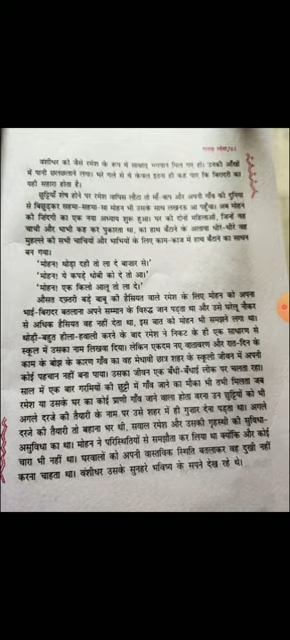 गलता लोहा/63
वंशीधर को जैसे रमेश के रूप में साक्षात् भगवान मिल गए हों। उनकी आँखों
में पानी छलछलाने लगा। भरे गले से वे केवल इतना ही कह पाए कि बिरादरी का
यही सहारा होता है।
छुट्टियाँ शेष होने पर रमेश वापिस लौटा तो माँ-बाप और अपनी गाँव की दुनिया
से बिछुड़कर सहमा-सहमा-सा मोहन भी उसके साथ लखनऊ आ पहुँचा। अब मोहन
की जिंदगी का एक नया अध्याय शुरू हुआ। घर की दोनों महिलाओं, जिन्हें वह
चाची और भाभी कह कर पुकारता था, का हाथ बँटाने के अलावा धीरे-धीरे वह
मुहल्ले की सभी चाचियों और भाभियों के लिए काम-काज में हाथ बँटाने का साधन
बन गया।
'मोहन! थोड़ा दही तो ला दे बाजार से।'
'मोहन! ये कपड़े धोबी को दे तो आ।'
'मोहन! एक किलो आलू तो ला दे।'
औसत दफ़्तरी बड़े बाबू की हैसियत वाले रमेश के लिए मोहन को अपना
भाई-बिरादर बतलाना अपने सम्मान के विरुद्ध जान पड़ता था और उसे घरेलू नौकर
से अधिक हैसियत वह नहीं देता था, इस बात को मोहन भी समझने लगा था।
थोड़ी-बहुत हीला-हवाली करने के बाद रमेश ने निकट के ही एक साधारण से
स्कूल में उसका नाम लिखवा दिया। लेकिन एकदम नए वातावरण और रात-दिन के
काम के बोझ के कारण गाँव का वह मेधावी छात्र शहर के स्कूली जीवन में अपनी
कोई पहचान नहीं बना पाया। उसका जीवन एक बँधी-बँधाई लीक पर चलता रहा।
साल में एक बार गरमियों की छुट्टी में गाँव जाने का मौका भी तभी मिलता जब
रमेश या उसके घर का कोई प्राणी गाँव जाने वाला होता वरना उन छुट्टियों को भी
अगले दरजे की तैयारी के नाम पर उसे शहर में ही गुजार देना पड़ता था। अगले
दरजे की तैयारी तो बहाना भर थी, सवाल रमेश और उसकी गृहस्थी की सुविधा-
असुविधा का था। मोहन ने परिस्थितियों से समझौता कर लिया था क्योंकि और कोई
चारा भी नहीं था। घरवालों को अपनी वास्तविक स्थिति बतलाकर वह दुखी नहीं
करना चाहता था। वंशीधर उसके सुनहरे भविष्य के सपने देख रहे थे।